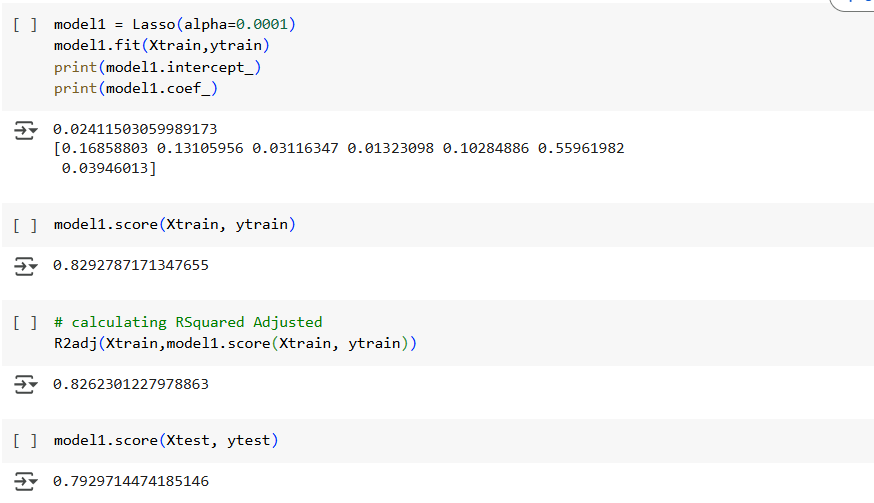 [ ] model1 = Lasso(alpha=0.0001)
model1.fit(Xtrain,ytrain)
print(model1.intercept_)
print(model1.coef_)
0.02411503059989173
[0.16858803 0.13105956 0.03116347 0.01323098 0.10284886 0.55961982
0.03946013]
[ ] model1.score(Xtrain, ytrain)
0.8292787171347655
[ ] # calculating RSquared Adjusted
R2adj(Xtrain,model1.score(Xtrain, ytrain))
0.8262301227978863
[ ] model1.score(Xtest, ytest)
0.7929714474185146